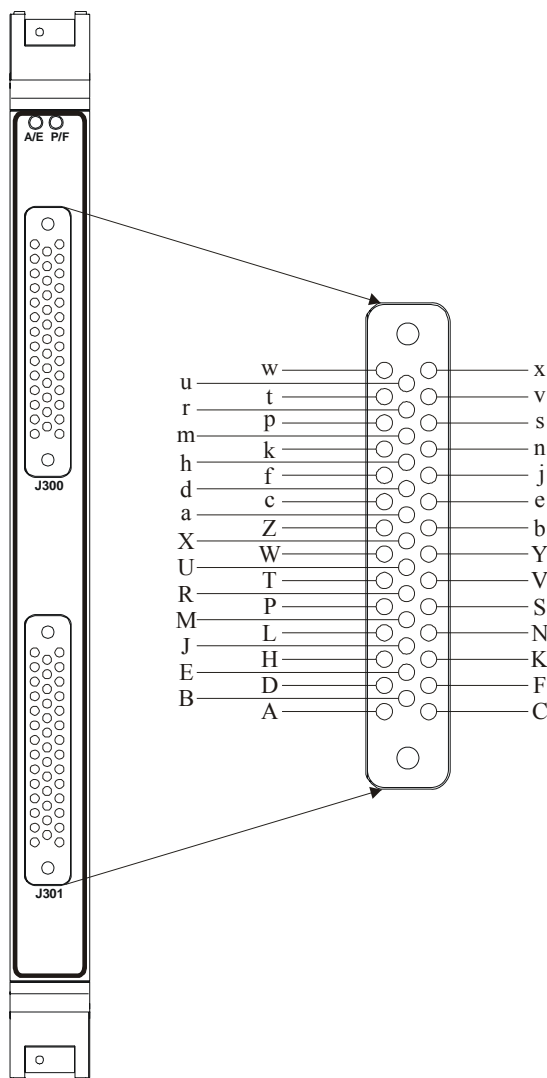 A/E P/F
J300
w x
u
t v
r
p s
m
k n
h
f j
d
c e
a
Z b
X
W Y
U
T V
R
P S
M
L N
J
H K
E
D F
B
A C
J301